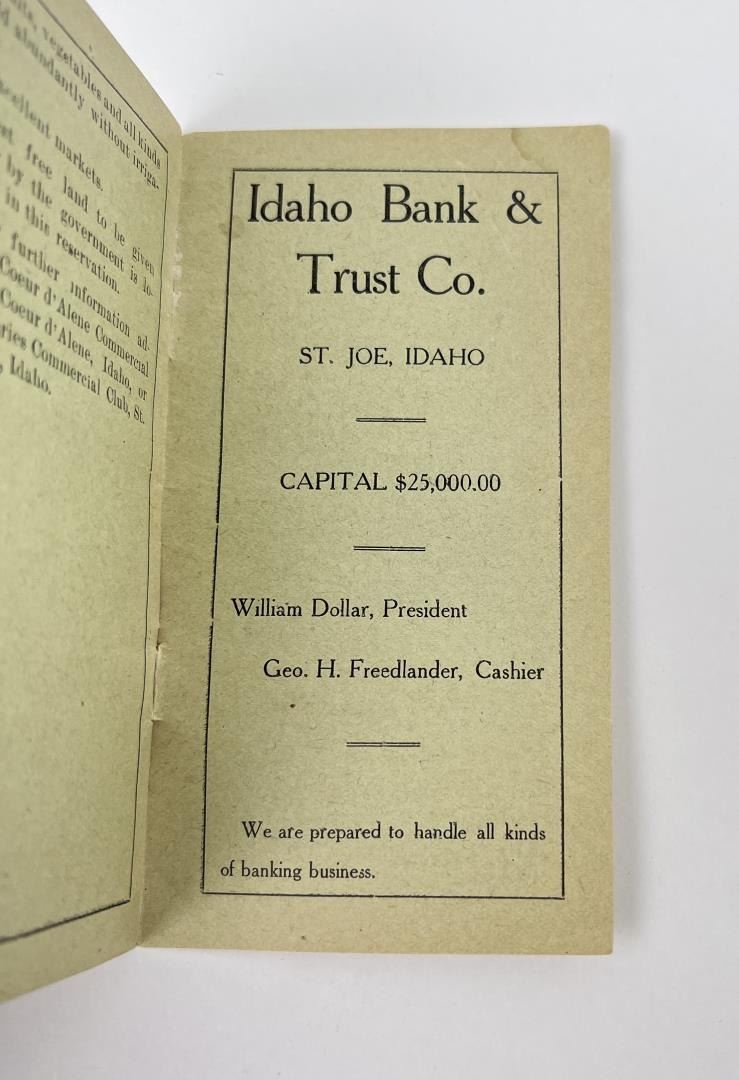 nts, vegetables and all kinds
abundantly without irriga-
excellent markets.
free land to be given
by the government is lo-
in this reservation.
further information ad-
Coeur d'Alene Commercial
Coeur d'Alene, Idaho, or
ries Commercial Club, St.
, Idaho.
Idaho Bank &
Trust Co.
ST. JOE, IDAHO
CAPITAL $25,000.00
William Dollar, President
Geo. H. Freedlander, Cashier
We are prepared to handle all kinds
of banking business.